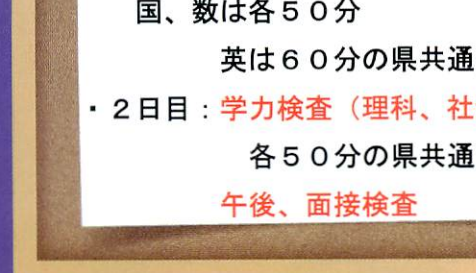 国、数は各５０分
英は６０分の県共通
・２日目：学力検査（理科、社
各５０分の県共通
午後、面接検査